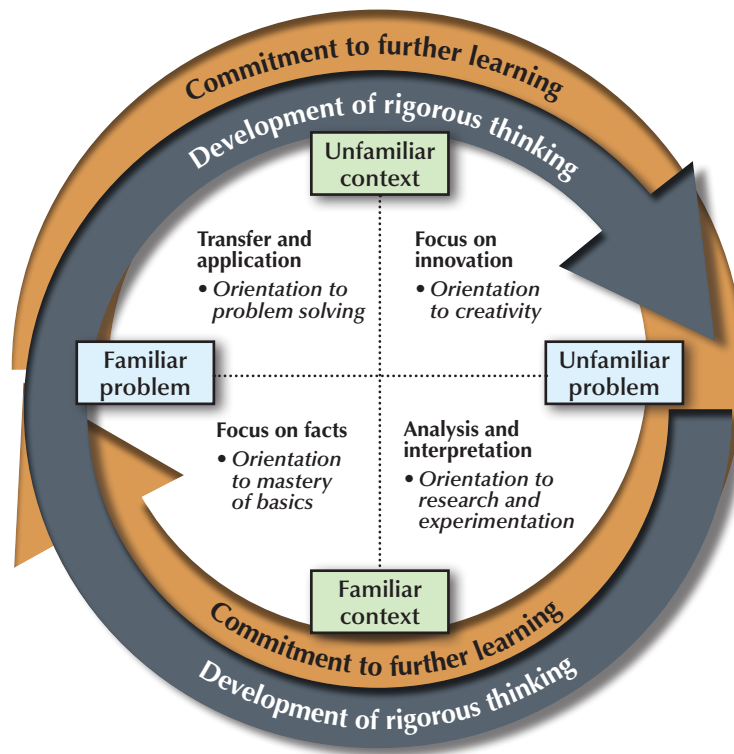 Commitment to further learning
Development of rigorous thinking
Unfamiliar
context
Transfer and
application
• Orientation to
problem solving
Focus on
innovation
• Orientation
to creativity
Familiar
problem
Unfamiliar
problem
Focus on facts
• Orientation
to mastery
of basics
Analysis and
interpretation
• Orientation to
research and
experimentation
Familiar
context
Commitment to further learning
Development of rigorous thinking